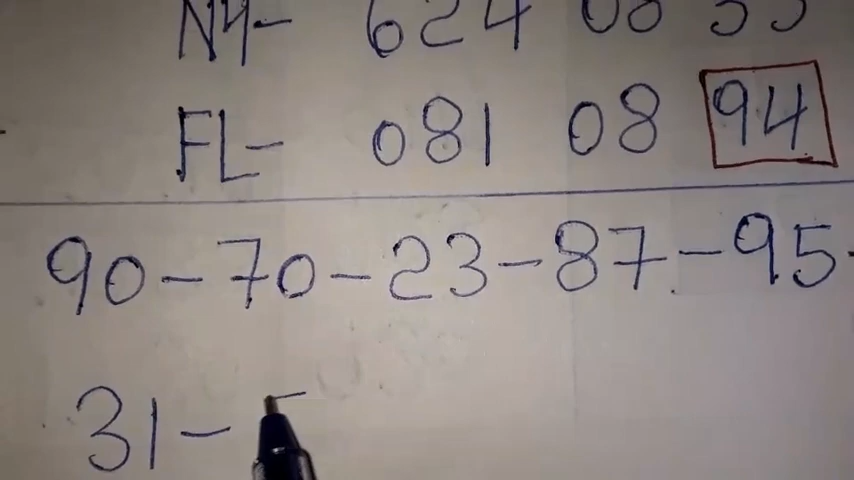 NY- 624 08 55
FL- 081 08 94
90-70-23-87-95-
31-